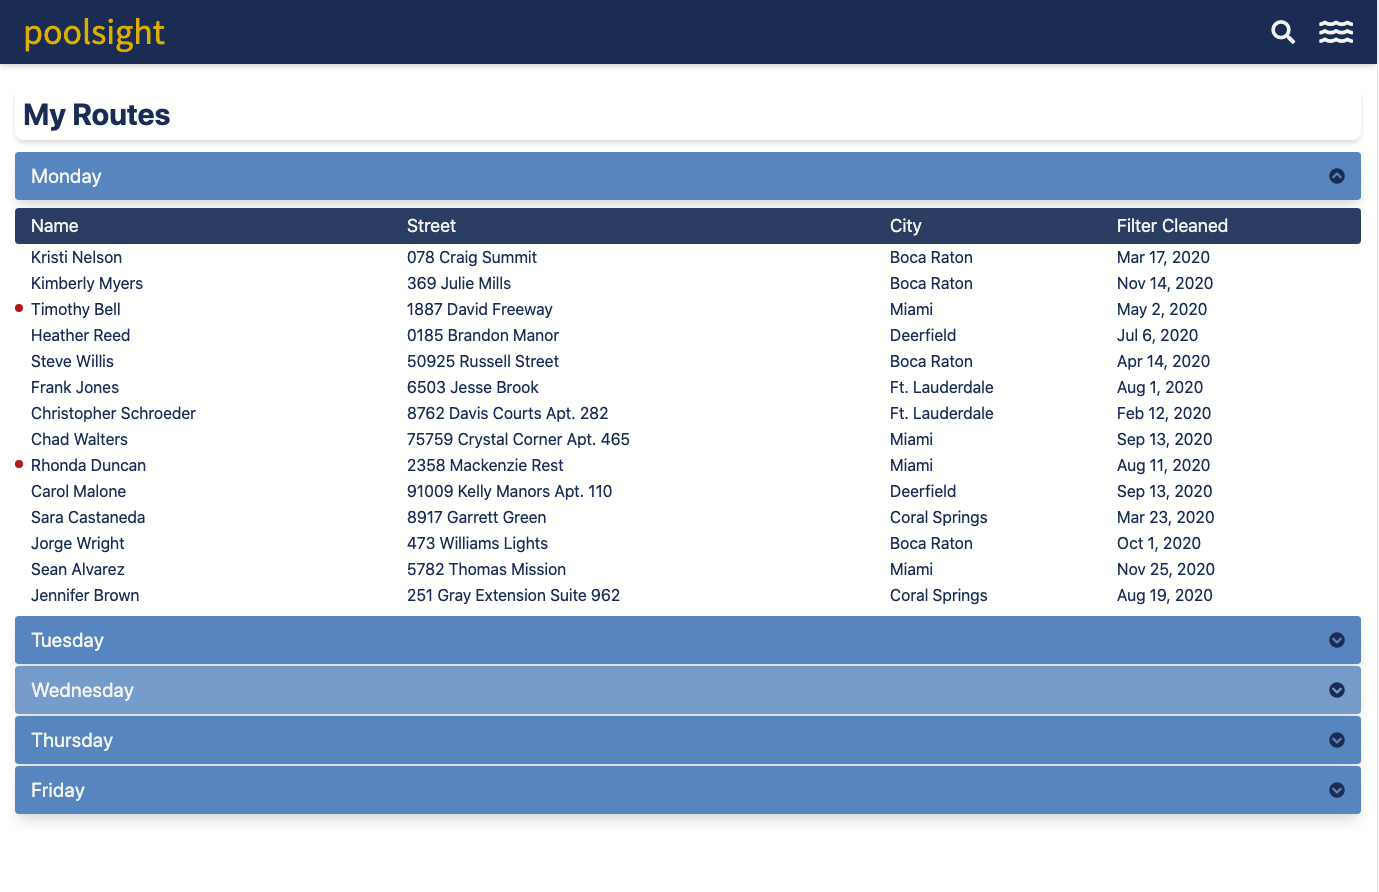 poolsight
My Routes
Monday
Name Street City Filter Cleaned
Kristi Nelson 078 Craig Summit Boca Raton Mar 17, 2020
Kimberly Myers 369 Julie Mills Boca Raton Nov 14, 2020
Timothy Bell 1887 David Freeway Miami May 2, 2020
Heather Reed 0185 Brandon Manor Deerfield Jul 6, 2020
Steve Willis 50925 Russell Street Boca Raton Apr 14, 2020
Frank Jones 6503 Jesse Brook Ft. Lauderdale Aug 1, 2020
Christopher Schroeder 8762 Davis Courts Apt. 282 Ft. Lauderdale Feb 12, 2020
Chad Walters 75759 Crystal Corner Apt. 465 Miami Sep 13, 2020
Rhonda Duncan 2358 Mackenzie Rest Miami Aug 11, 2020
Carol Malone 91009 Kelly Manors Apt. 110 Deerfield Sep 13, 2020
Sara Castaneda 8917 Garrett Green Coral Springs Mar 23, 2020
Jorge Wright 473 Williams Lights Boca Raton Oct 1, 2020
Sean Alvarez 5782 Thomas Mission Miami Nov 25, 2020
Jennifer Brown 251 Gray Extension Suite 962 Coral Springs Aug 19, 2020
Tuesday
Wednesday
Thursday
Friday